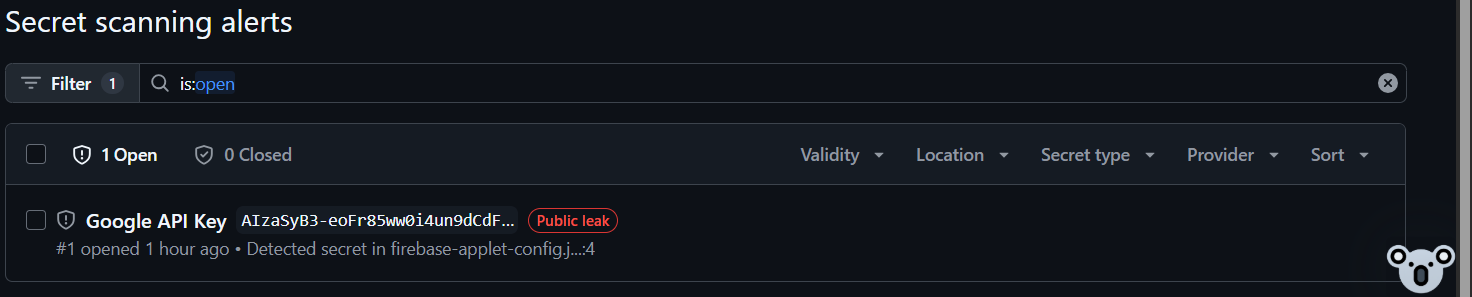 Secret scanning alerts
Filter 1 is:open
1 Open 0 Closed Validity Location Secret type Provider Sort
Google API Key AIzaSyB3-eoFr85ww0i4un9dCdF... Public leak
#1 opened 1 hour ago • Detected secret in firebase-applet-config.j...:4